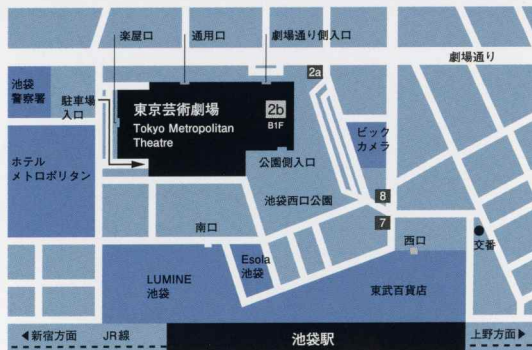 楽屋口
通用口
劇場通り側入口
劇場通り
池袋
警察署
駐車場
入口
2a
東京芸術劇場
Tokyo Metropolitan
Theatre
2b
B1F
ビック
カメラ
ホテル
メトロポリタン
公園側入口
池袋西口公園
8
7
南口
西口
交番
Esola
池袋
LUMINE
池袋
東武百貨店
◀新宿方面
JR線
池袋駅
上野方面▶